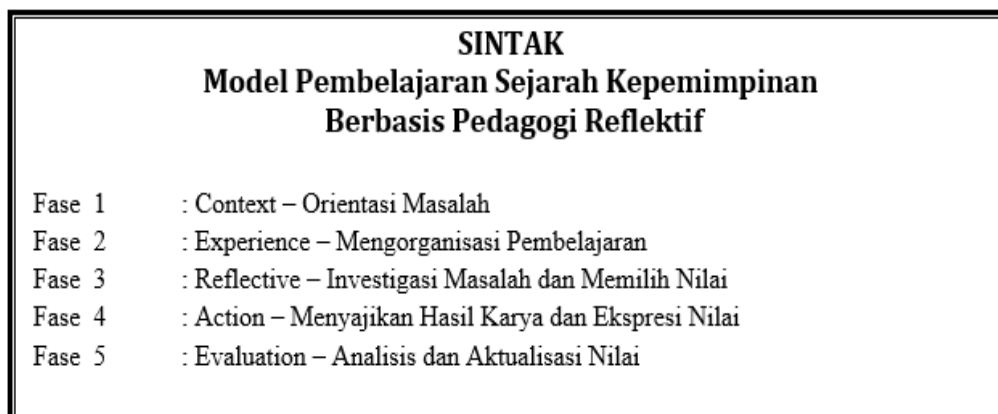 SINTAK
Model Pembelajaran Sejarah Kepemimpinan
Berbasis Pedagogi Reflektif
Fase 1 : Context – Orientasi Masalah
Fase 2 : Experience – Mengorganisasi Pembelajaran
Fase 3 : Reflective – Investigasi Masalah dan Memilih Nilai
Fase 4 : Action – Menyajikan Hasil Karya dan Ekspresi Nilai
Fase 5 : Evaluation – Analisis dan Aktualisasi Nilai